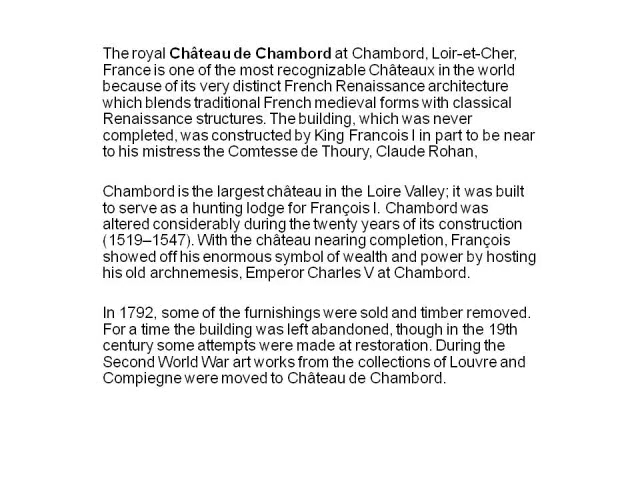 The royal Château de Chambord at Chambord, Loir-et-Cher,
France is one of the most recognizable Châteaux in the world
because of its very distinct French Renaissance architecture
which blends traditional French medieval forms with classical
Renaissance structures. The building, which was never
completed, was constructed by King Francois I in part to be near
to his mistress the Comtesse de Thoury, Claude Rohan,
Chambord is the largest château in the Loire Valley; it was built
to serve as a hunting lodge for François I. Chambord was
altered considerably during the twenty years of its construction
(1519–1547). With the château nearing completion, François
showed off his enormous symbol of wealth and power by hosting
his old archnemesis, Emperor Charles V at Chambord.
In 1792, some of the furnishings were sold and timber removed.
For a time the building was left abandoned, though in the 19th
century some attempts were made at restoration. During the
Second World War art works from the collections of Louvre and
Compiegne were moved to Château de Chambord.